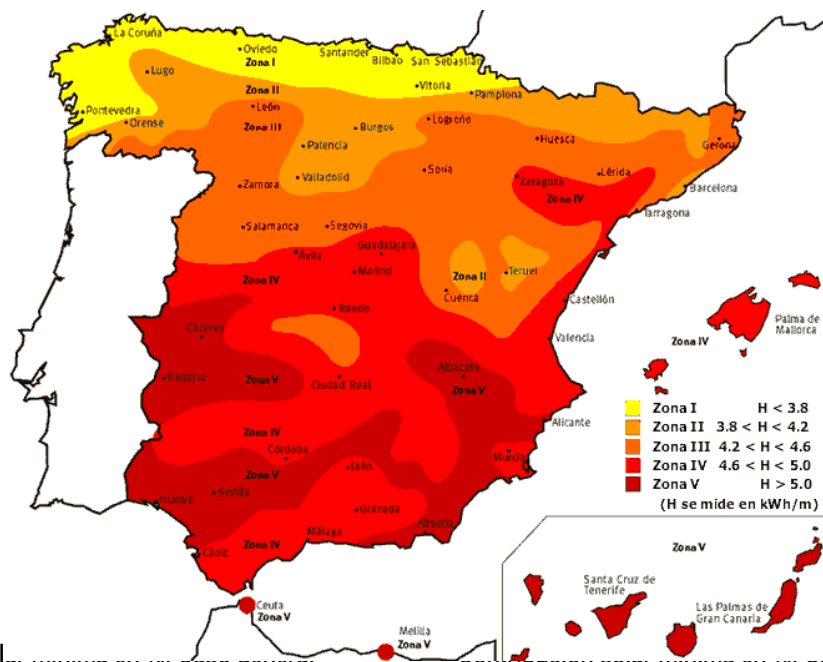 La Coruña
Oviedo
Santander
Bilbao
San Sebastián
Zona I
Lugo
Vitoria
Pamplona
Zona II
Pontevedra
Orense
León
Zona III
Burgos
Logroño
Palencia
Huesca
Gerona
Valladolid
Soria
Zaragoza
Lérida
Zamora
Zona IV
Barcelona
Tarragona
Salamanca
Segovia
Ávila
Guadalajara
Zona IV
Madrid
Zona II
Teruel
Cuenca
Toledo
Castellón
Palma de
Mallorca
Zona IV
Cáceres
Valencia
Badajoz
Zona V
Ciudad Real
Albacete
Zona V
Alicante
Zona I H < 3.8
Zona II 3.8 < H < 4.2
Zona III 4.2 < H < 4.6
Zona IV 4.6 < H < 5.0
Zona V H > 5.0
(H se mide en kWh/m)
Zona IV
Córdoba
Murcia
Jaén
Zona V
Sevilla
Huelva
Granada
Almería
Málaga
Zona IV
Cádiz
Ceuta
Zona V
Melilla
Zona V
Zona V
Santa Cruz de
Tenerife
Las Palmas de
Gran Canaria